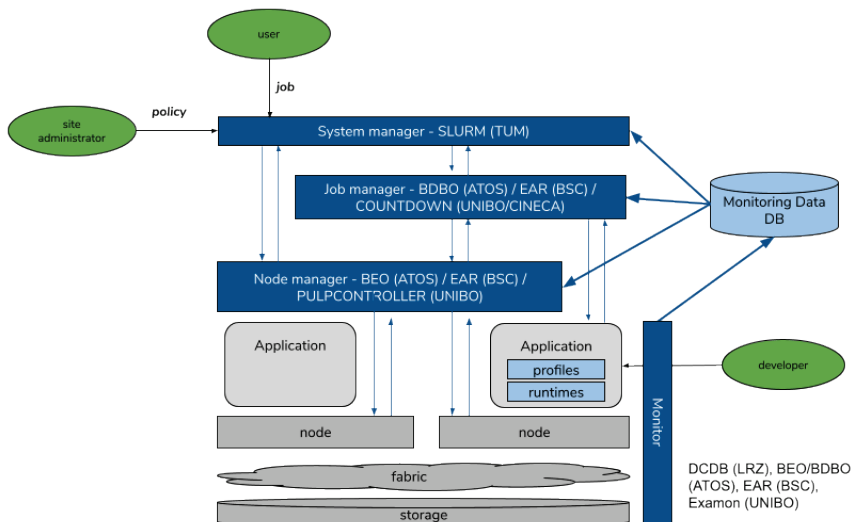 user
job
policy
site
administrator
System manager - SLURM (TUM)
Job manager - BDBO (ATOS) / EAR (BSC) /
COUNTDOWN (UNIBO/CINECA)
Monitoring Data
DB
Node manager - BEO (ATOS) / EAR (BSC) /
PULPCONTROLLER (UNIBO)
Application
Application
profiles
runtimes
developer
Monitor
node
node
fabric
storage
DCDB (LRZ), BEO/BDBO
(ATOS), EAR (BSC),
Examon (UNIBO)